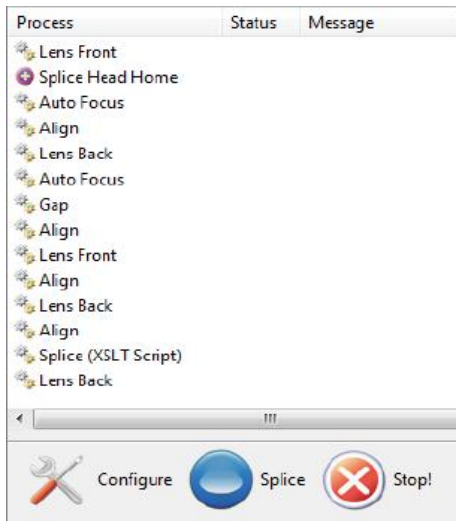 Process Status Message
Lens Front
Splice Head Home
Auto Focus
Align
Lens Back
Auto Focus
Gap
Align
Lens Front
Align
Lens Back
Align
Splice (XSLT Script)
Lens Back
Configure Splice Stop!